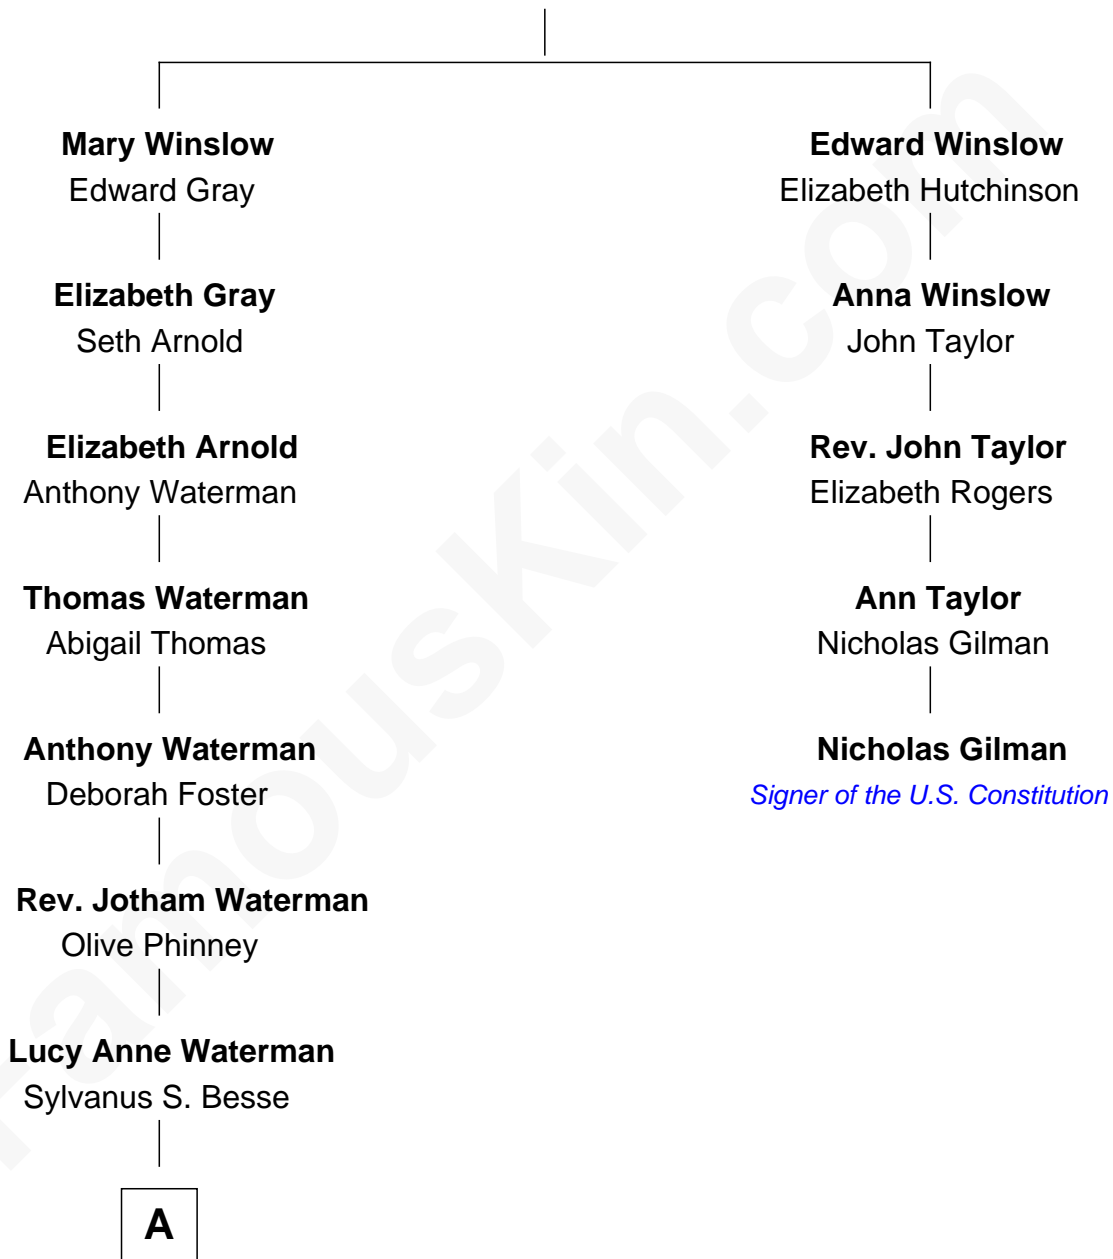 Mary Winslow
Edward Gray
Edward Winslow
Elizabeth Hutchinson
Elizabeth Gray
Seth Arnold
Anna Winslow
John Taylor
Elizabeth Arnold
Anthony Waterman
Rev. John Taylor
Elizabeth Rogers
Thomas Waterman
Abigail Thomas
Ann Taylor
Nicholas Gilman
Anthony Waterman
Deborah Foster
Nicholas Gilman
Signer of the U.S. Constitution
Rev. Jotham Waterman
Olive Phinney
Lucy Anne Waterman
Sylvanus S. Besse
A
FamousKin.com